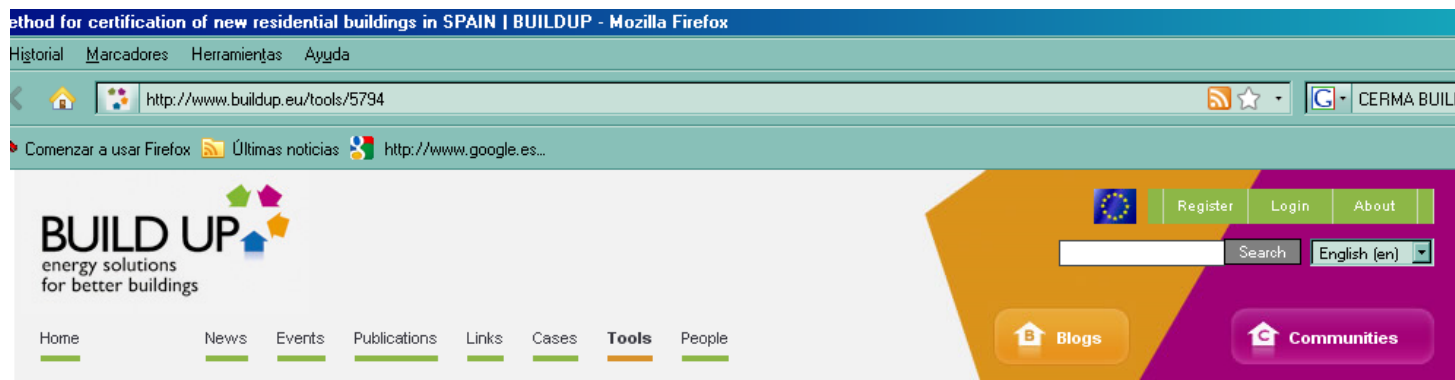 ethod for certification of new residential buildings in SPAIN | BUILDUP - Mozilla Firefox
Historial Marcadores Herramientas Ayuda
http://www.buildup.eu/tools/5794 G CERMA BUIL
Comenzar a usar Firefox Últimas noticias http://www.google.es...
Register Login About
BUILD UP
energy solutions
for better buildings
Search English (en)
Home News Events Publications Links Cases Tools People
B Blogs C Communities